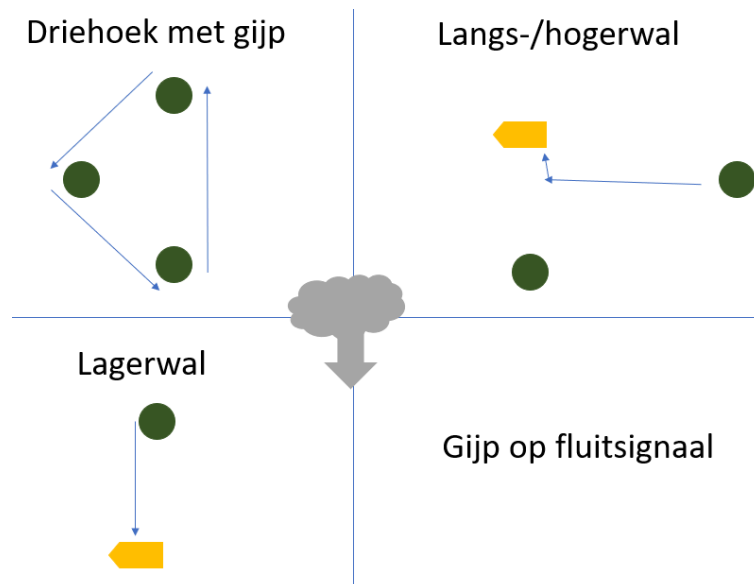 Driehoek met gijp
Langs-/hogerwal
Lagerwal
Gijp op fluitsignaal